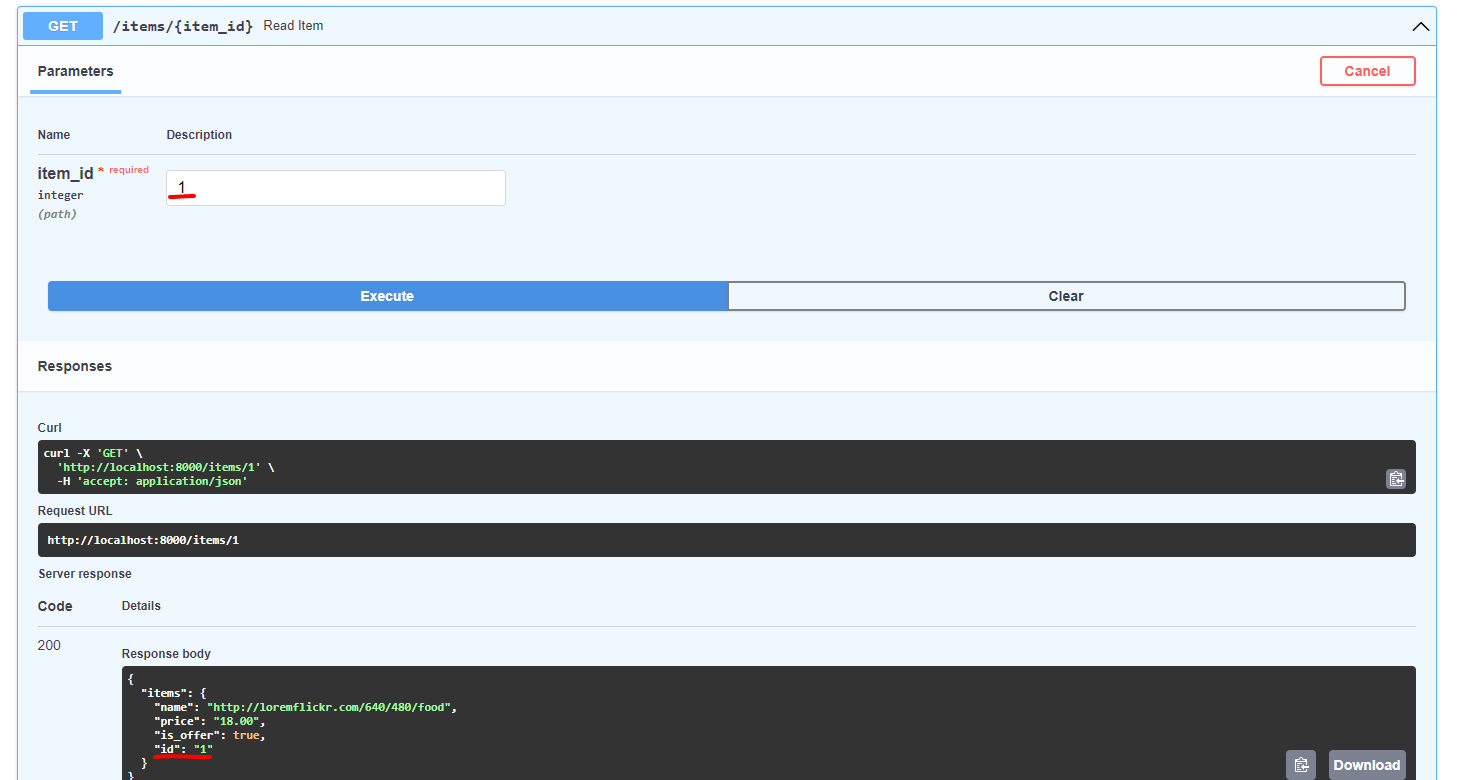 GET /items/{item_id} Read Item
Parameters
Cancel
Name Description
item_id * required
1
integer
(path)
Execute Clear
Responses
Curl
curl -X 'GET' \
'http://localhost:8000/items/1' \
-H 'accept: application/json'
Request URL
http://localhost:8000/items/1
Server response
Code Details
200
Response body
{
"items": {
"name": "http://loremflickr.com/640/480/food",
"price": "18.00",
"is_offer": true,
"id": "1"
}
}
Download